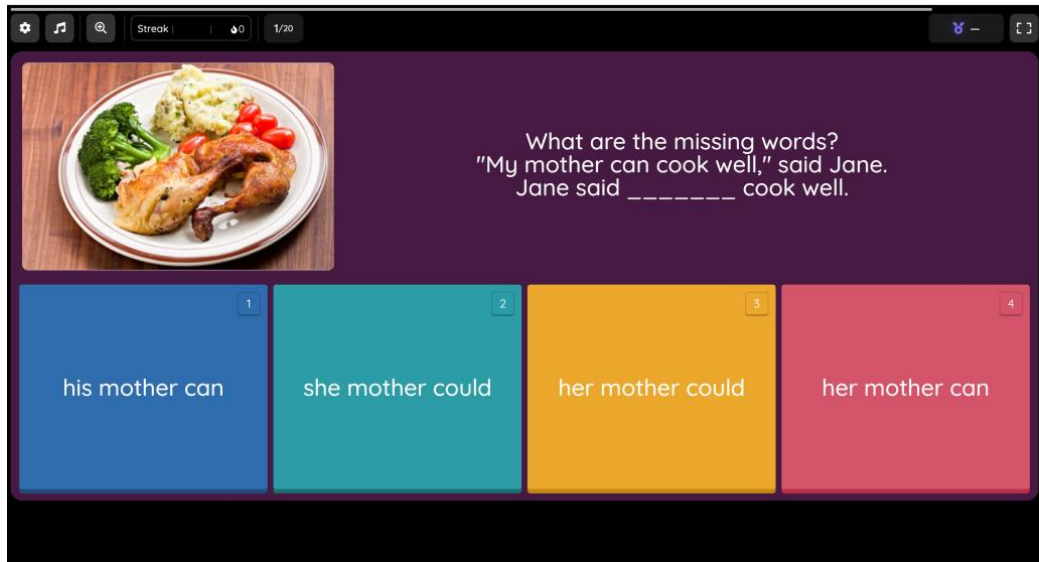 Streak 0
1/20
–
What are the missing words?
"My mother can cook well," said Jane.
Jane said _______ cook well.
1
his mother can
2
she mother could
3
her mother could
4
her mother can